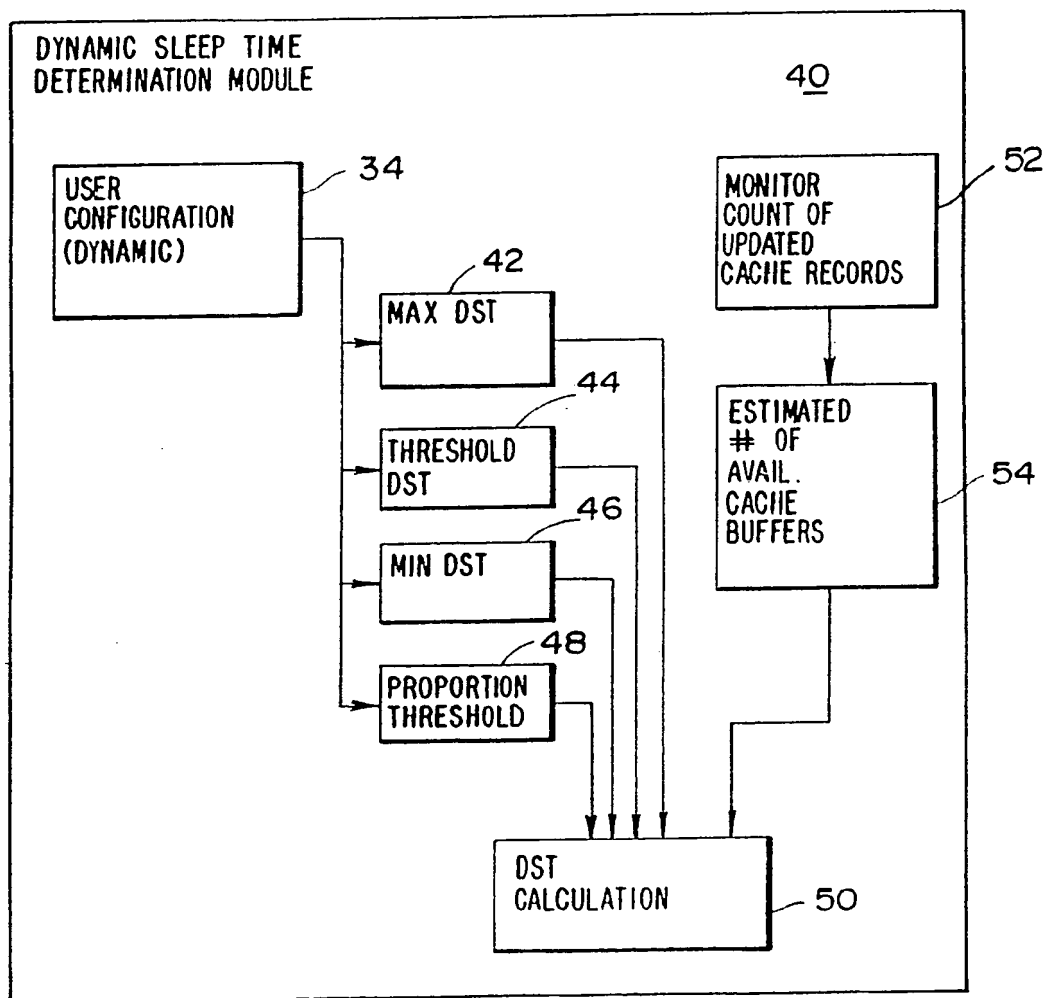 DYNAMIC SLEEP TIME
DETERMINATION MODULE
40
USER
CONFIGURATION
(DYNAMIC)
34
MONITOR
COUNT OF
UPDATED
CACHE RECORDS
52
MAX DST
42
THRESHOLD
DST
44
ESTIMATED
# OF
AVAIL.
CACHE
BUFFERS
54
MIN DST
46
PROPORTION
THRESHOLD
48
DST
CALCULATION
50